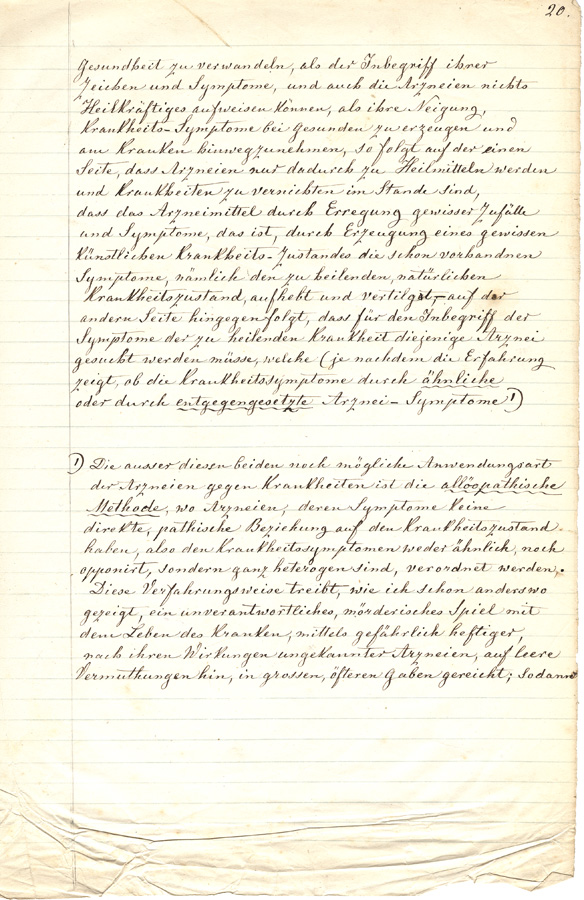 20.
Gesundheit zu verwandeln, als der Inbegriff ihrer
Zeichen und Symptome, und auch die Arzneien nichts
Heilkräftiges aufweisen können, als ihre Neigung,
Krankheits-Symptome bei Gesunden zu erzeugen und
am Kranken hinwegzunehmen, so folgt auf der einen
Seite, dass Arzneien nur dadurch zu Heilmitteln werden
und Krankheiten zu vernichten im Stande sind,
dass das Arzneimittel durch Erregung gewisser Zufälle
und Symptome, das ist, durch Erzeugung eines gewissen
künstlichen Krankheits-Zustandes die schon vorhandnen
Symptome, nämlich den zu heilenden, natürlichen
Krankheitszustand, aufhebt und vertilgt,—auf der
andern Seite hingegen folgt, dass für den Inbegriff der
Symptome der zu heilenden Krankheit diejenige Arznei
gesucht werden müsse, welche (je nachdem die Erfahrung
zeigt, ob die Krankheitssymptome durch ähnliche
oder durch entgegengesetzte Arznei-Symptome 1)
1) Die ausser diesen beiden noch mögliche Anwendungsart
der Arzneien gegen Krankheiten ist die allöopathische
Methode, wo Arzneien, deren Symptome keine
direkte, pathische Beziehung auf den Krankheitszustand
haben, also den Krankheitssymptomen weder ähnlich, noch
opponirt, sondern ganz heterogen sind, verordnet werden.
Diese Verfahrungsweise treibt, wie ich schon anderswo
gezeigt, ein unverantwortliches, mörderisches Spiel mit
dem Leben des Kranken, mittels gefährlich heftiger,
nach ihren Wirkungen ungekannter Arzneien, auf leere
Vermuthungen hin, in grossen, öfteren Gaben gereicht; sodann